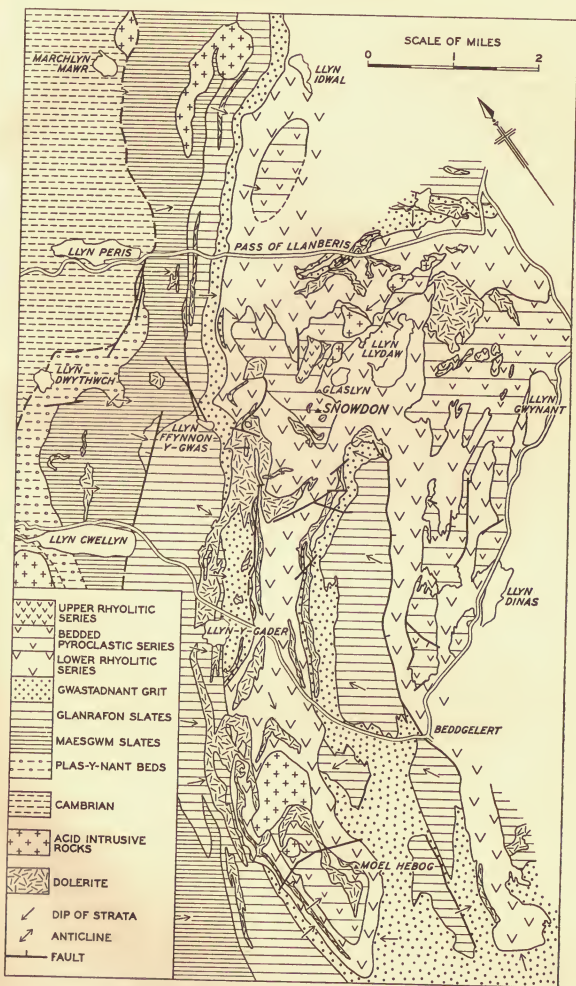 SCALE OF MILES
0 2
MARCHLYN-
MAWR
LLYN
IDWAL
LLYN PERIS
PASS OF LLANBERIS
LLYN
DWYTHWCH
LLYN
LLYDAW
GLASLYN
SNOWDON
LLYN
GWYNANT
LLYN
FFYNNON-
Y-GWAS
LLYN CWELLYN
LLYN
DINAS
LLYN-Y-GADER
BEDDGELERT
MOEL HEBOG
UPPER RHYOLITIC
SERIES
BEDDED
PYROCLASTIC SERIES
LOWER RHYOLITIC
SERIES
GWASTADNANT GRIT
GLANRAFON SLATES
MAESGWM SLATES
PLAS-Y-NANT BEDS
CAMBRIAN
ACID INTRUSIVE
ROCKS
DOLERITE
DIP OF STRATA
ANTICLINE
FAULT